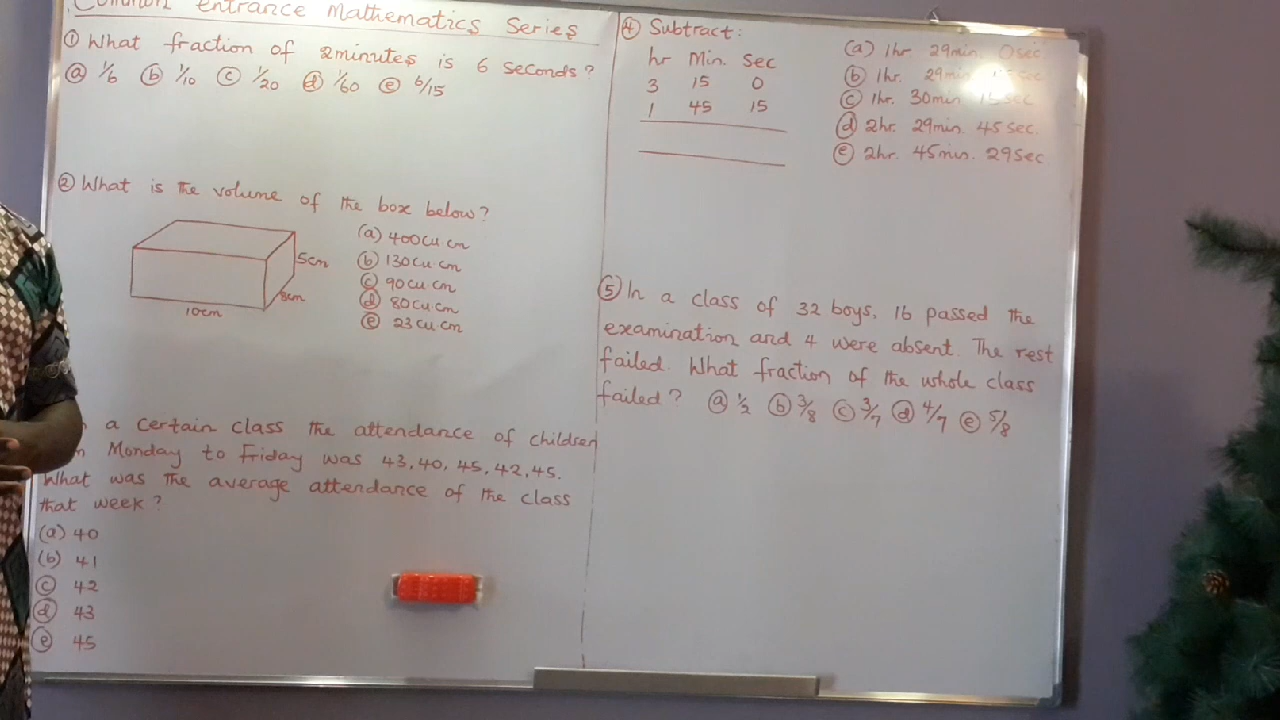 Common Entrance Mathematics Series
① What fraction of 2minutes is 6 seconds?
ⓐ 1/6 ⓑ 1/10 ⓒ 1/20 ⓓ 1/60 ⓔ 6/15
② What is the volume of the box below?
5cm
8cm
10cm
(a) 400cu cm
ⓑ 130cu cm
ⓒ 90cu cm
ⓓ 80cu cm
ⓔ 23cu cm
a certain class the attendance of children
Monday to Friday was 43, 40, 45, 42, 45.
What was the average attendance of the class
that week?
(a) 40
(b) 41
ⓒ 42
ⓓ 43
ⓔ 45
④ Subtract:
hr Min. Sec
3 15 0
1 45 15
(a) 1hr 29min. 0sec
ⓑ 1hr. 29min
ⓒ 1hr. 30min 15sec
ⓓ 2hr. 29min. 45sec.
ⓔ 2hr. 45min. 29sec
⑤ In a class of 32 boys, 16 passed the
examination and 4 were absent. The rest
failed. What fraction of the whole class
failed? ⓐ 1/2 ⓑ 3/8 ⓒ 3/7 ⓓ 4/7 ⓔ 5/8